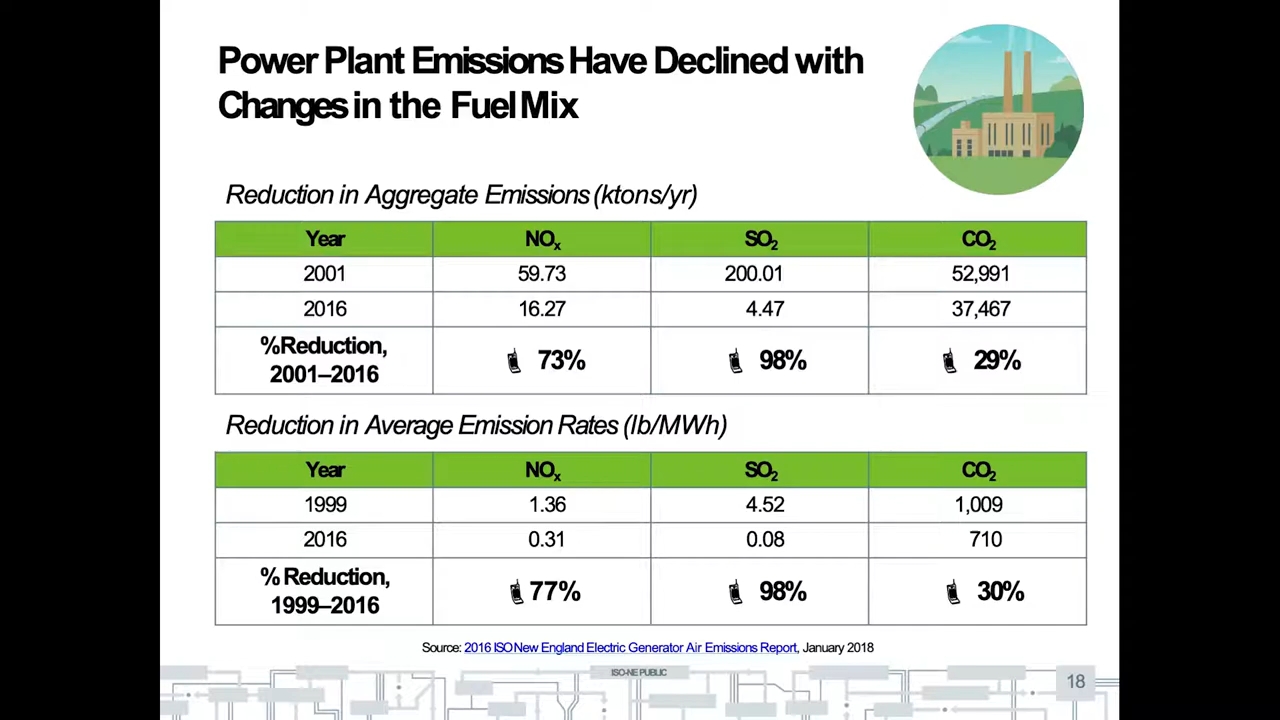 Power Plant Emissions Have Declined with
Changes in the Fuel Mix
Reduction in Aggregate Emissions (ktons/yr)
Year NOx SO2 CO2
2001 59.73 200.01 52,991
2016 16.27 4.47 37,467
%Reduction,
2001–2016 73% 98% 29%
Reduction in Average Emission Rates (lb/MWh)
Year NOx SO2 CO2
1999 1.36 4.52 1,009
2016 0.31 0.08 710
% Reduction,
1999–2016 77% 98% 30%
Source: 2016 ISO New England Electric Generator Air Emissions Report, January 2018
ISO-NE PUBLIC
18